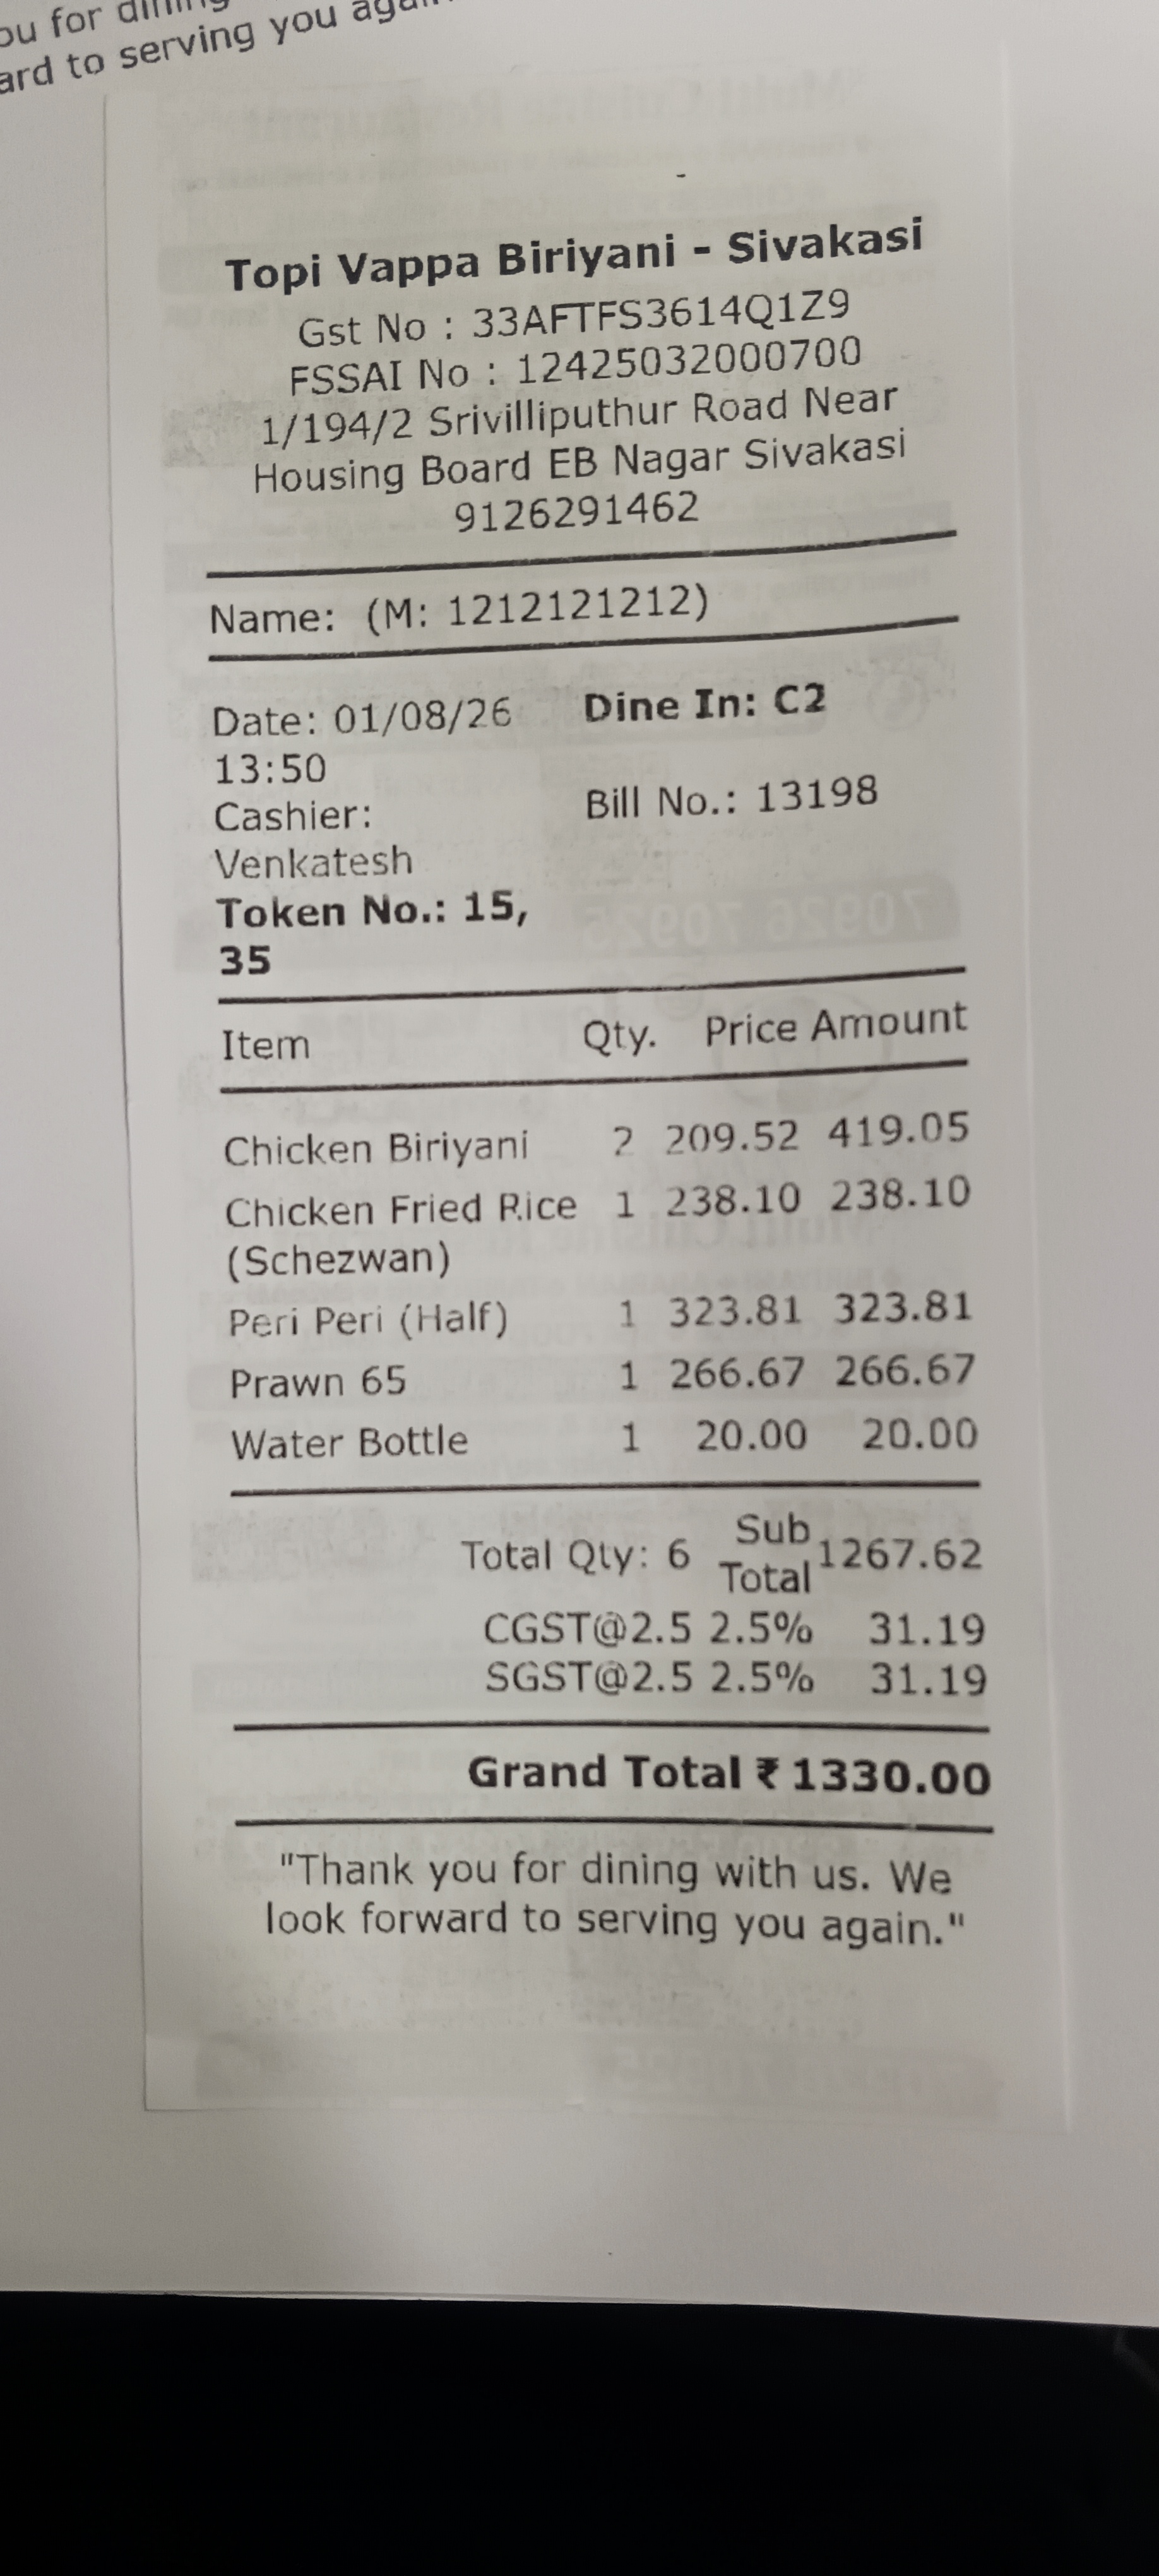 ou for dining
ard to serving you again
Topi Vappa Biriyani - Sivakasi
Gst No : 33AFTFS3614Q1Z9
FSSAI No : 12425032000700
1/194/2 Srivilliputhur Road Near
Housing Board EB Nagar Sivakasi
9126291462
Name: (M: 1212121212)
Date: 01/08/26 Dine In: C2
13:50
Cashier: Bill No.: 13198
Venkatesh
Token No.: 15,
35
Item Qty. Price Amount
Chicken Biriyani 2 209.52 419.05
Chicken Fried Rice 1 238.10 238.10
(Schezwan)
Peri Peri (Half) 1 323.81 323.81
Prawn 65 1 266.67 266.67
Water Bottle 1 20.00 20.00
Total Qty: 6 Sub Total 1267.62
CGST@2.5 2.5% 31.19
SGST@2.5 2.5% 31.19
Grand Total ₹ 1330.00
"Thank you for dining with us. We
look forward to serving you again."